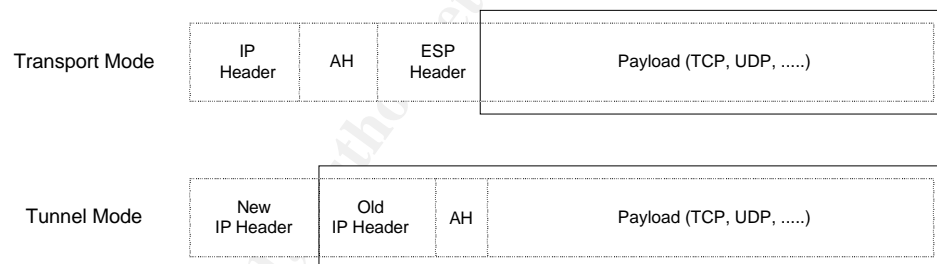 Transport Mode
IP
Header
AH
ESP
Header
Payload (TCP, UDP, .....)
Tunnel Mode
New
IP Header
Old
IP Header
AH
Payload (TCP, UDP, .....)